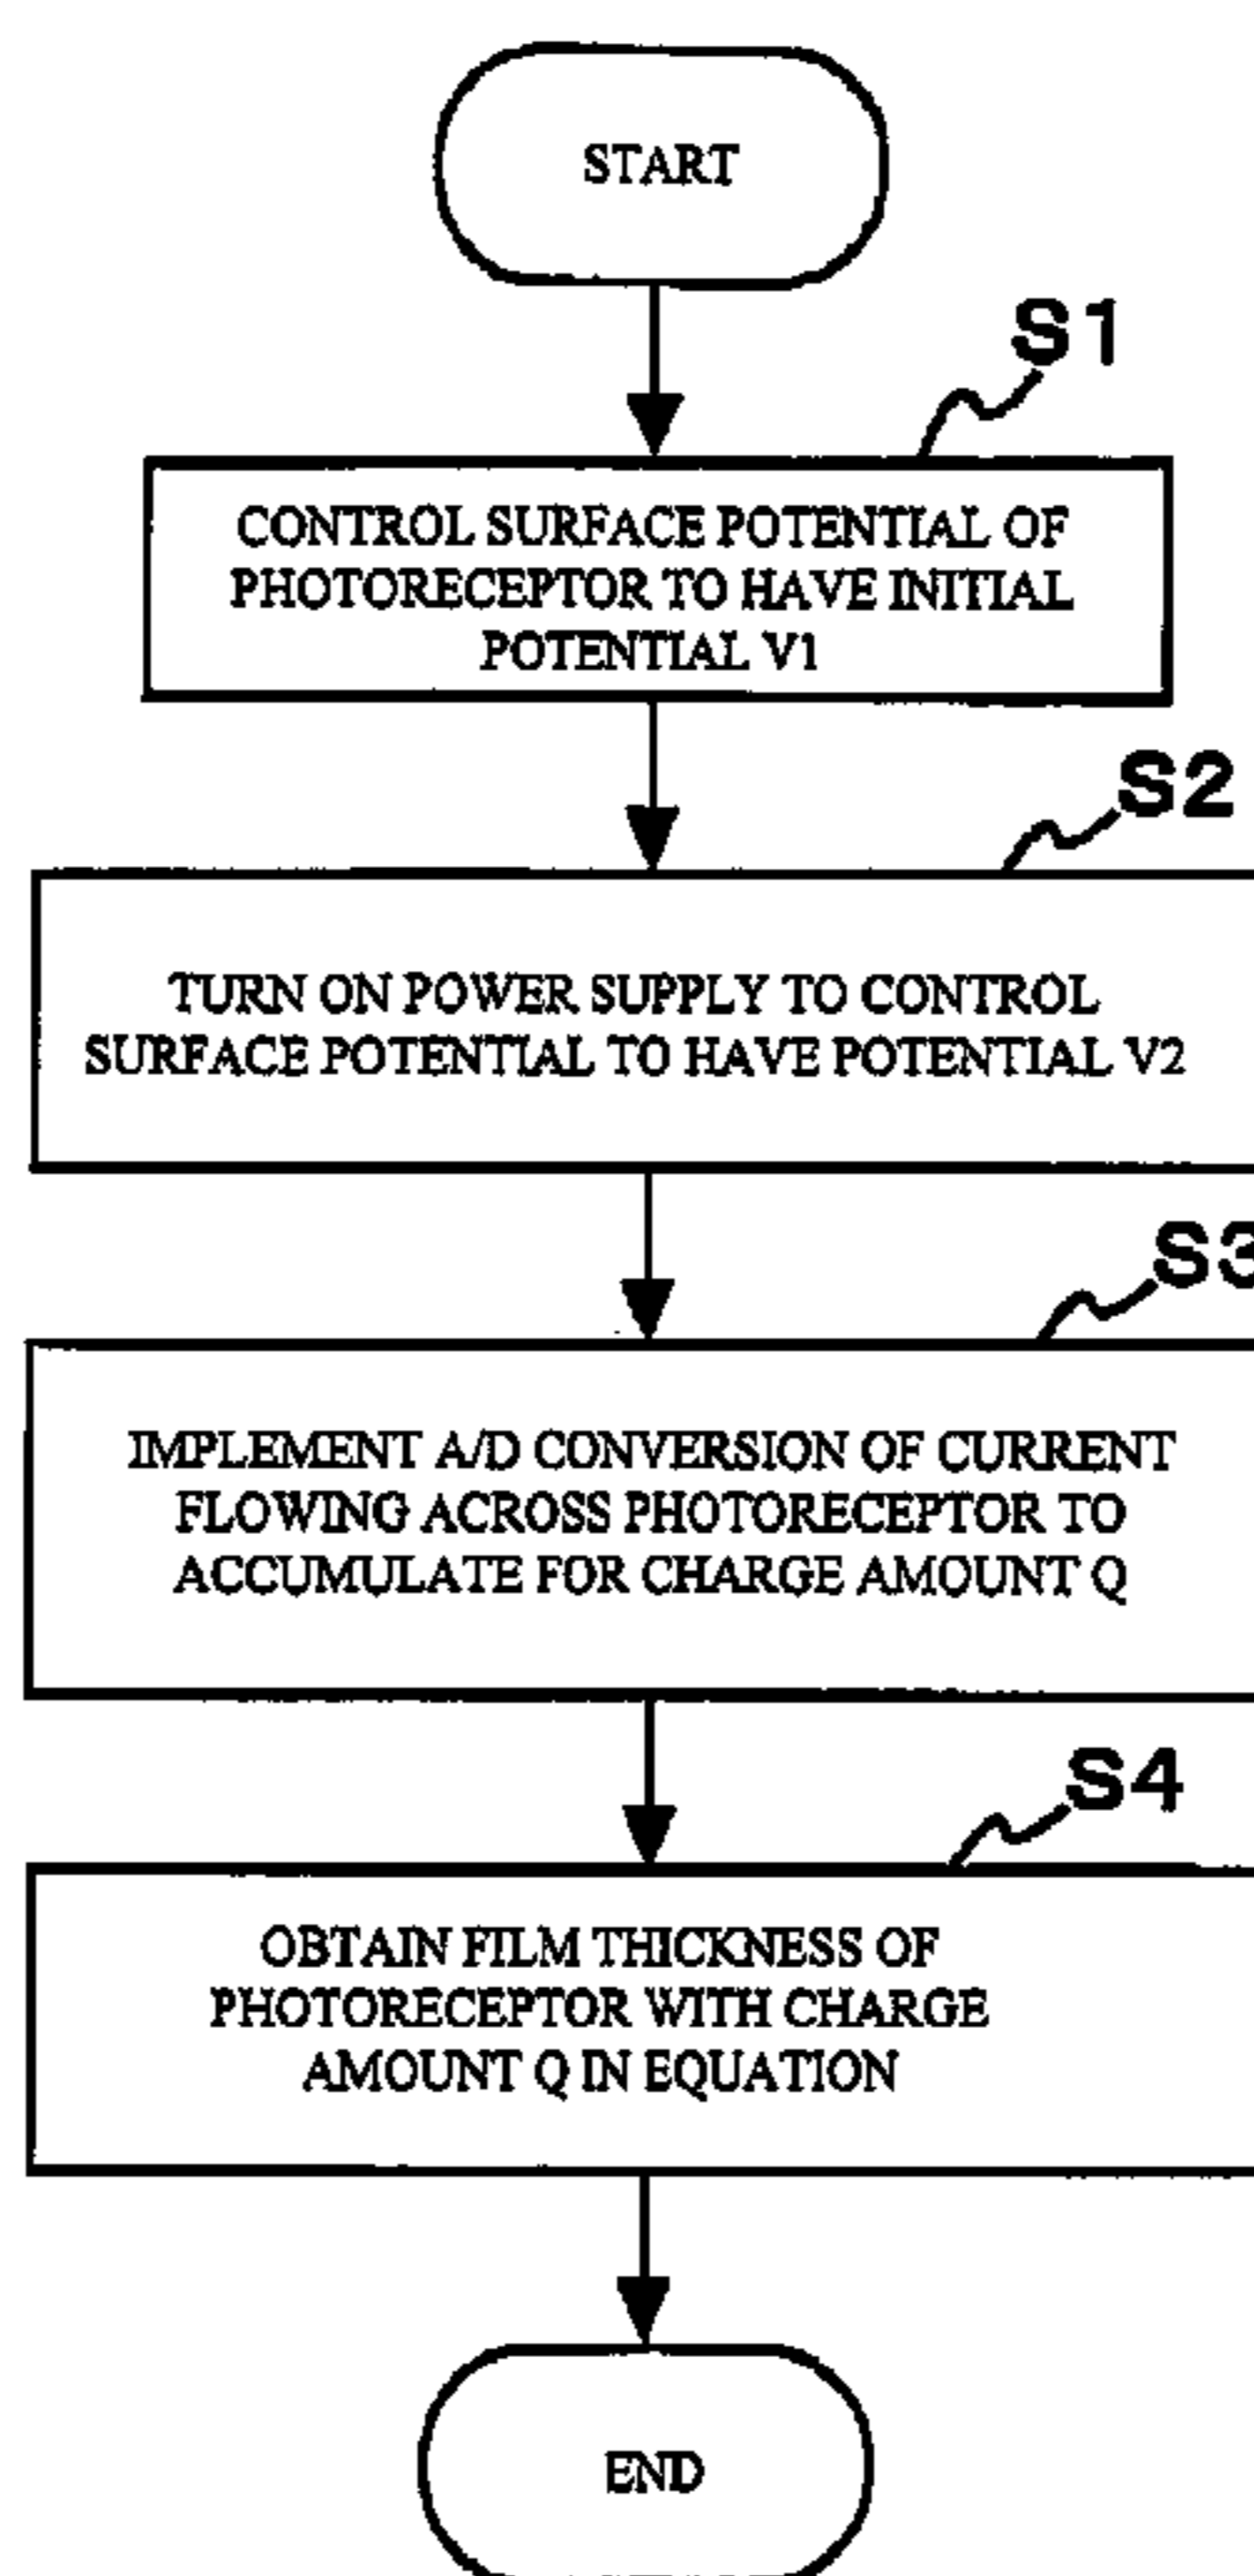 START
S1
CONTROL SURFACE POTENTIAL OF
PHOTORECEPTOR TO HAVE INITIAL
POTENTIAL V1
S2
TURN ON POWER SUPPLY TO CONTROL
SURFACE POTENTIAL TO HAVE POTENTIAL V2
S3
IMPLEMENT A/D CONVERSION OF CURRENT
FLOWING ACROSS PHOTORECEPTOR TO
ACCUMULATE FOR CHARGE AMOUNT Q
S4
OBTAIN FILM THICKNESS OF
PHOTORECEPTOR WITH CHARGE
AMOUNT Q IN EQUATION
END